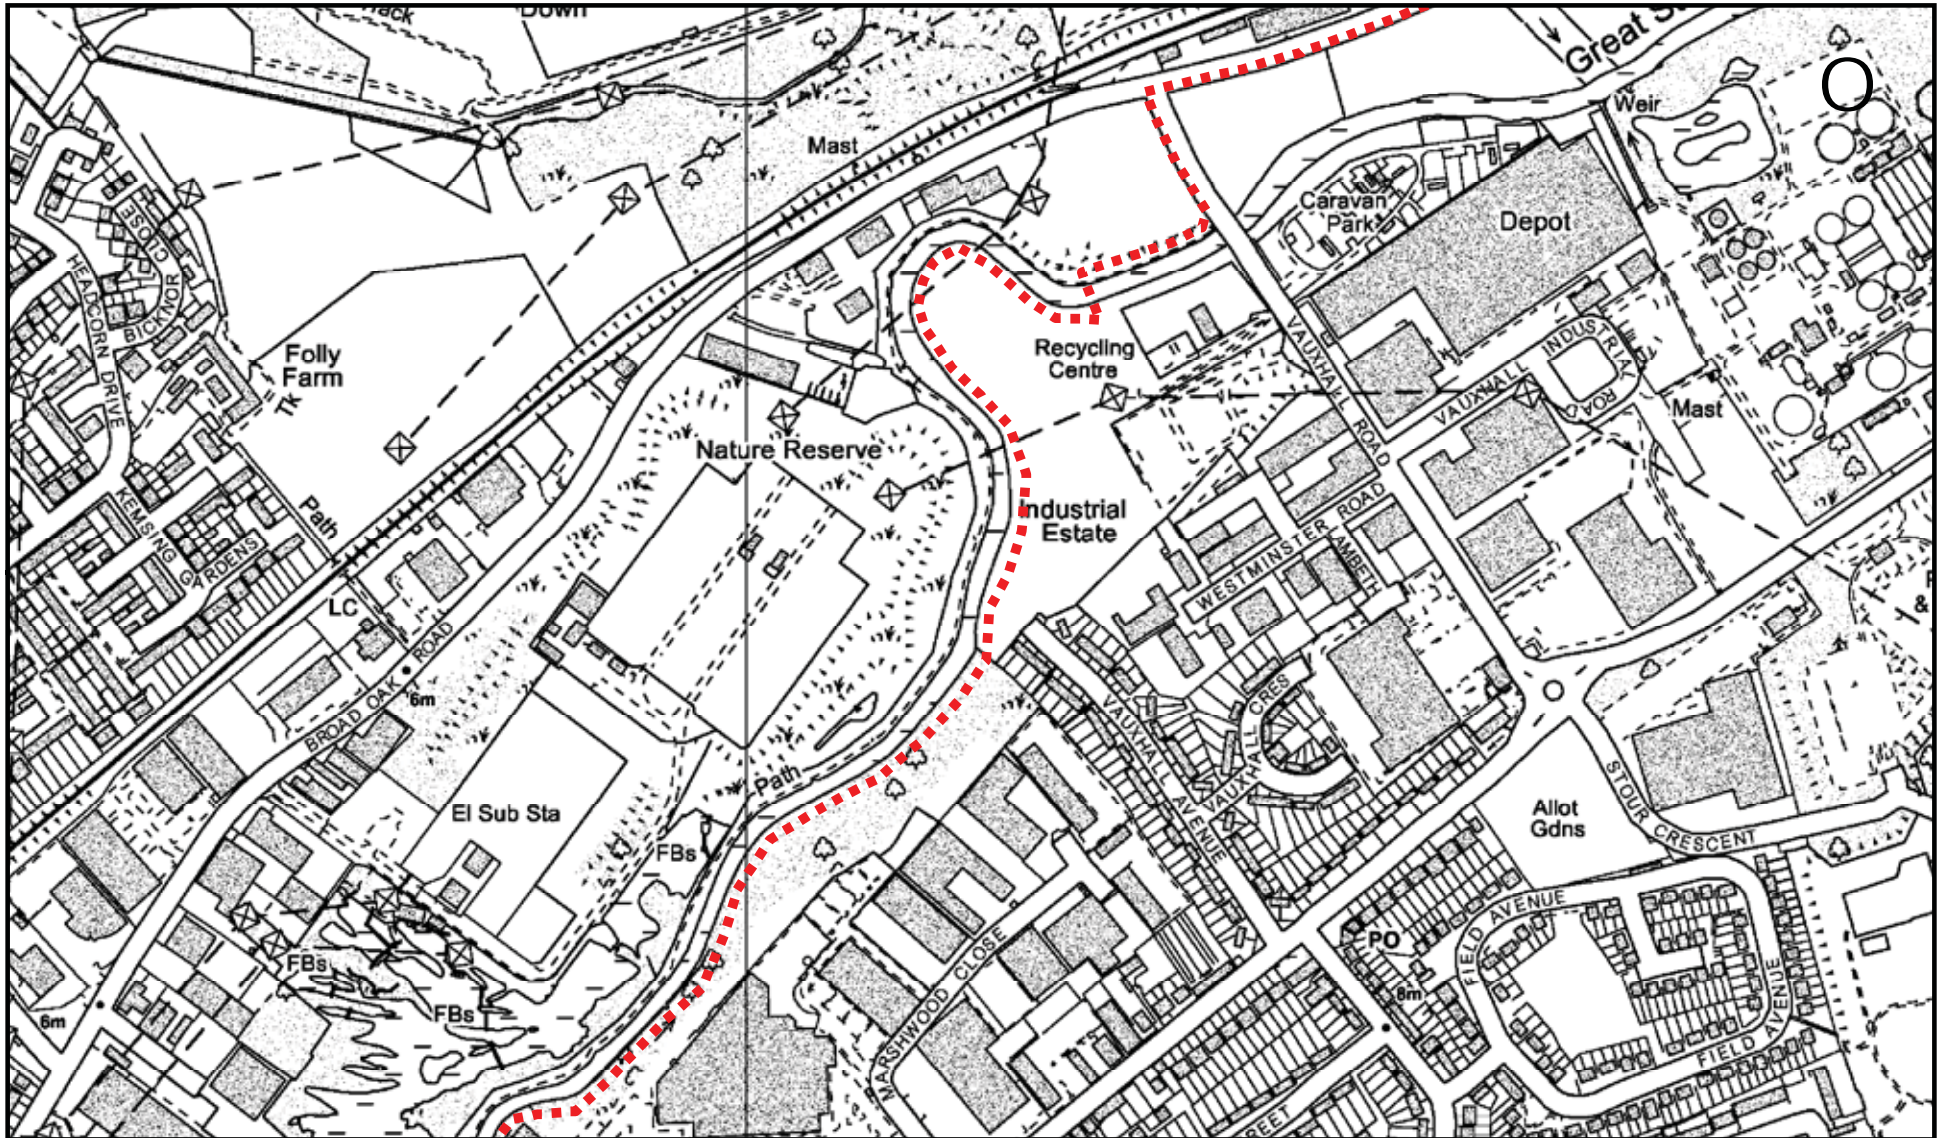 Down
Great
O
Weir
Mast
Caravan
Park
Depot
CLOSE
BICKNOR
HEADCORN DRIVE
Folly
Farm
Tk
Recycling
Centre
VAUXHALL ROAD
VAUXHALL INDUSTRIAL ROAD
Mast
Nature Reserve
Path
KEMSING
GARDENS
Industrial
Estate
WESTMINSTER ROAD
LAMBETH
&
LC
BROAD OAK ROAD
6m
VAUXHALL CRES
VAUXHALL AVENUE
VAUXHALL
Path
El Sub Sta
FBs
STOUR CRESCENT
Allot
Gdns
FIELD AVENUE
PO
8m
FIELD AVENUE
MARSHWOOD CLOSE
FBs
FBs
6m